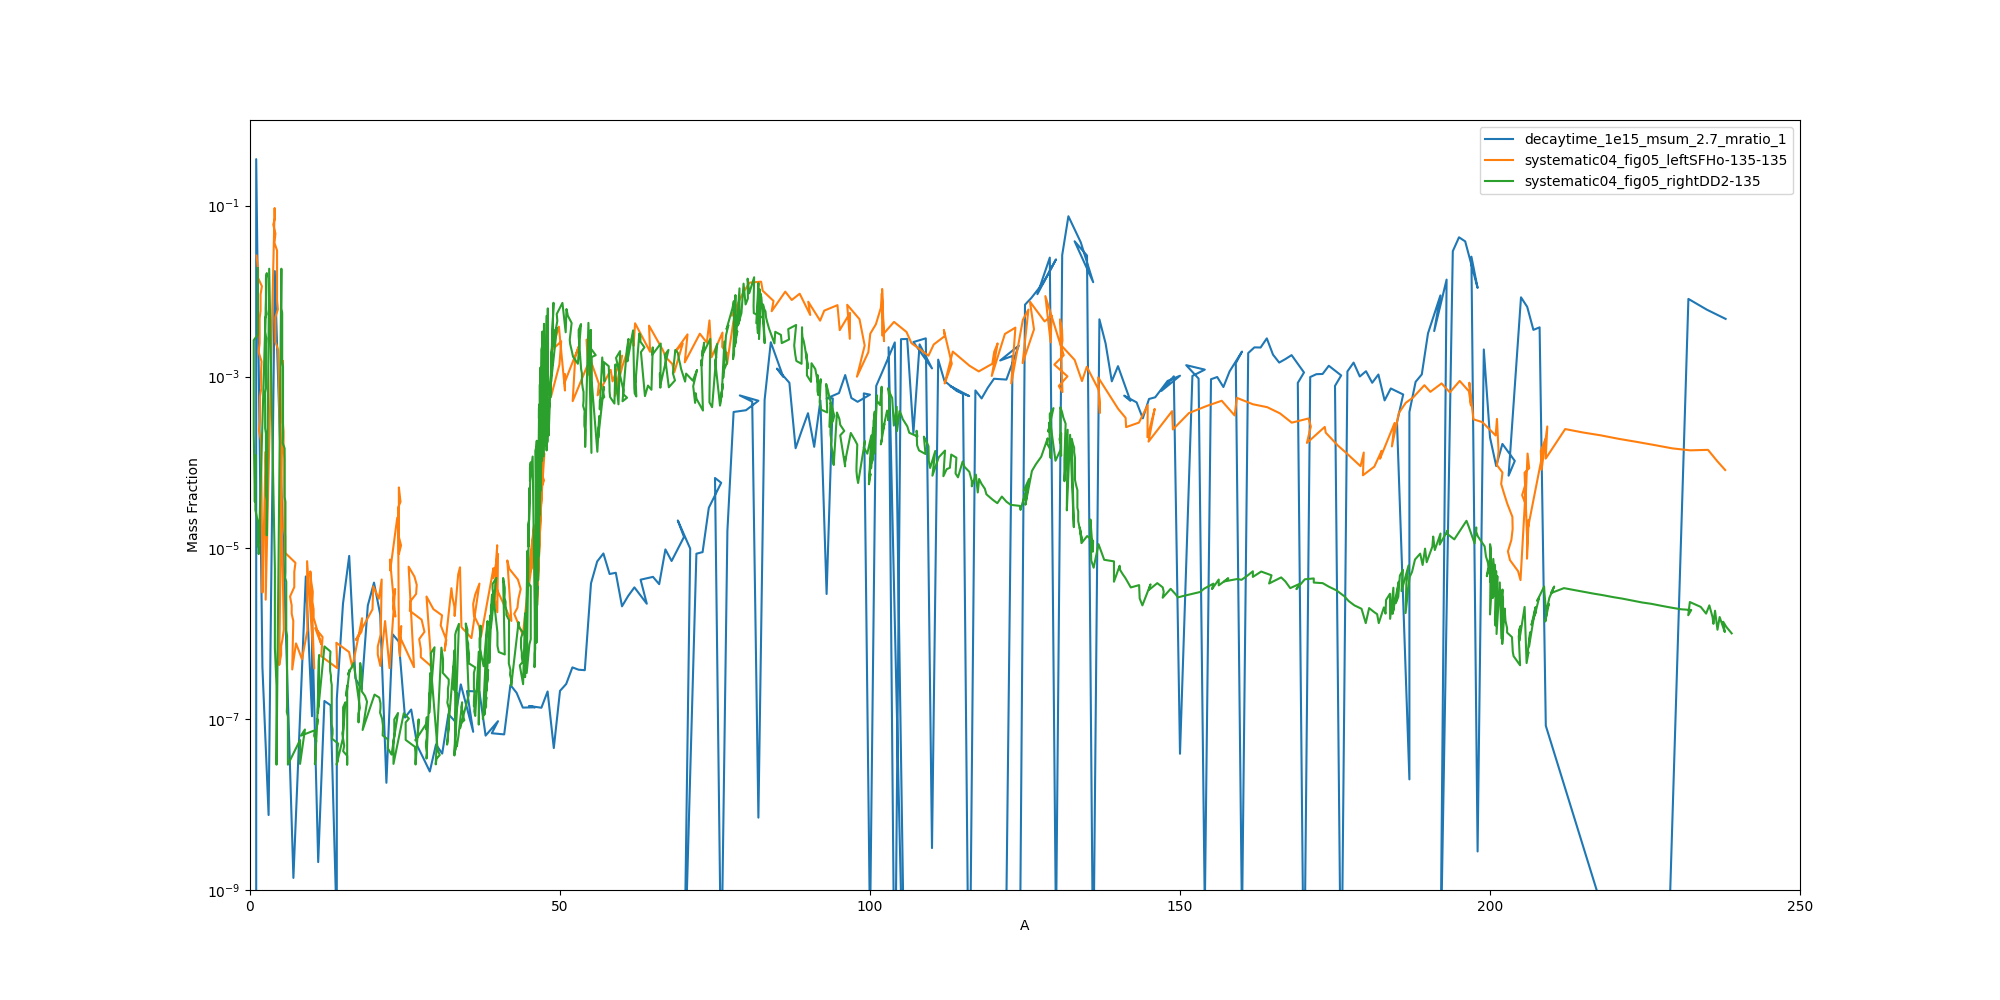 decaytime_1e15_msum_2.7_mratio_1
systematic04_fig05_leftSFHo-135-135
systematic04_fig05_rightDD2-135
Mass Fraction
10⁻¹
10⁻³
10⁻⁵
10⁻⁷
10⁻⁹
0 50 100 150 200 250
A